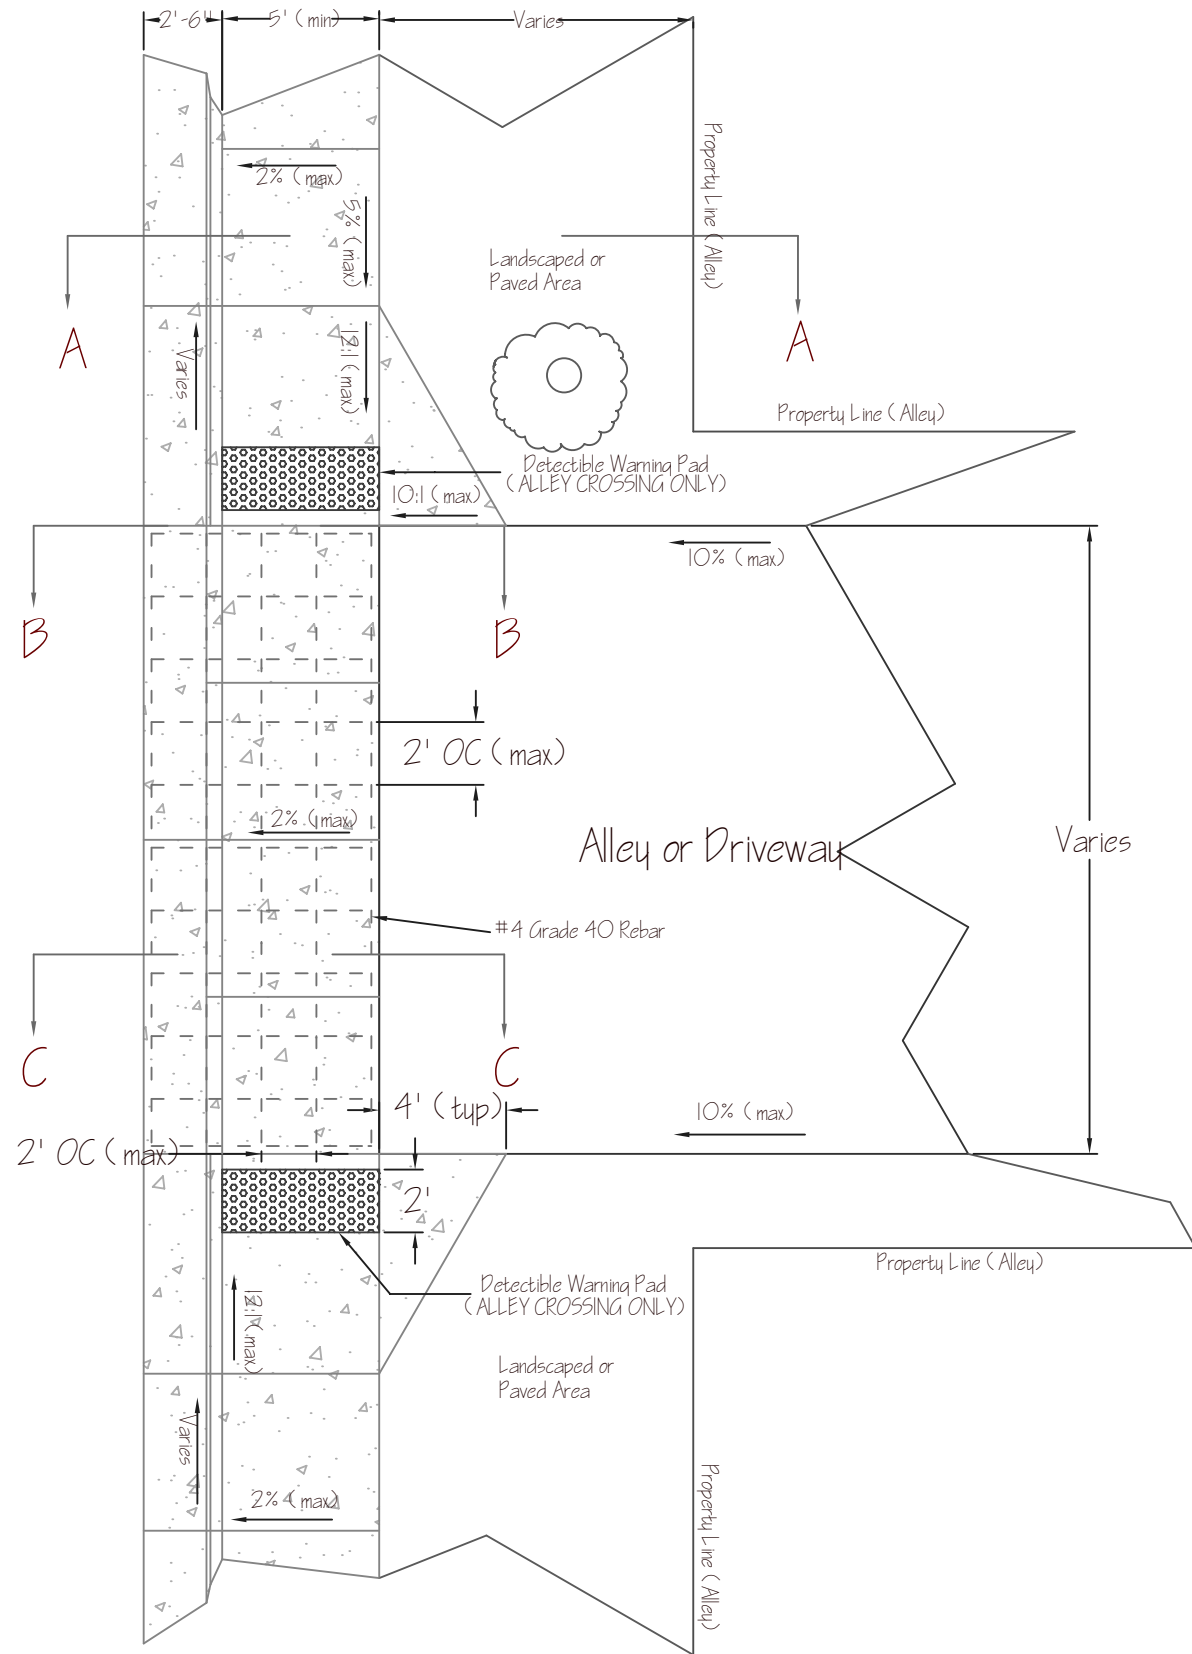 2'-6"
5' (min)
Varies
2% (max)
5% (max)
Property Line (Alley)
Landscaped or
Paved Area
A
A
Varies
12:1 (max)
Property Line (Alley)
Detectible Warning Pad
(ALLEY CROSSING ONLY)
10:1 (max)
10% (max)
B
B
2' OC (max)
2% (max)
Alley or Driveway
Varies
#4 Grade 40 Rebar
C
C
4' (typ)
10% (max)
2' OC (max)
2'
Property Line (Alley)
Detectible Warning Pad
(ALLEY CROSSING ONLY)
12:1 (max)
Landscaped or
Paved Area
Varies
2% (max)
Property Line (Alley)